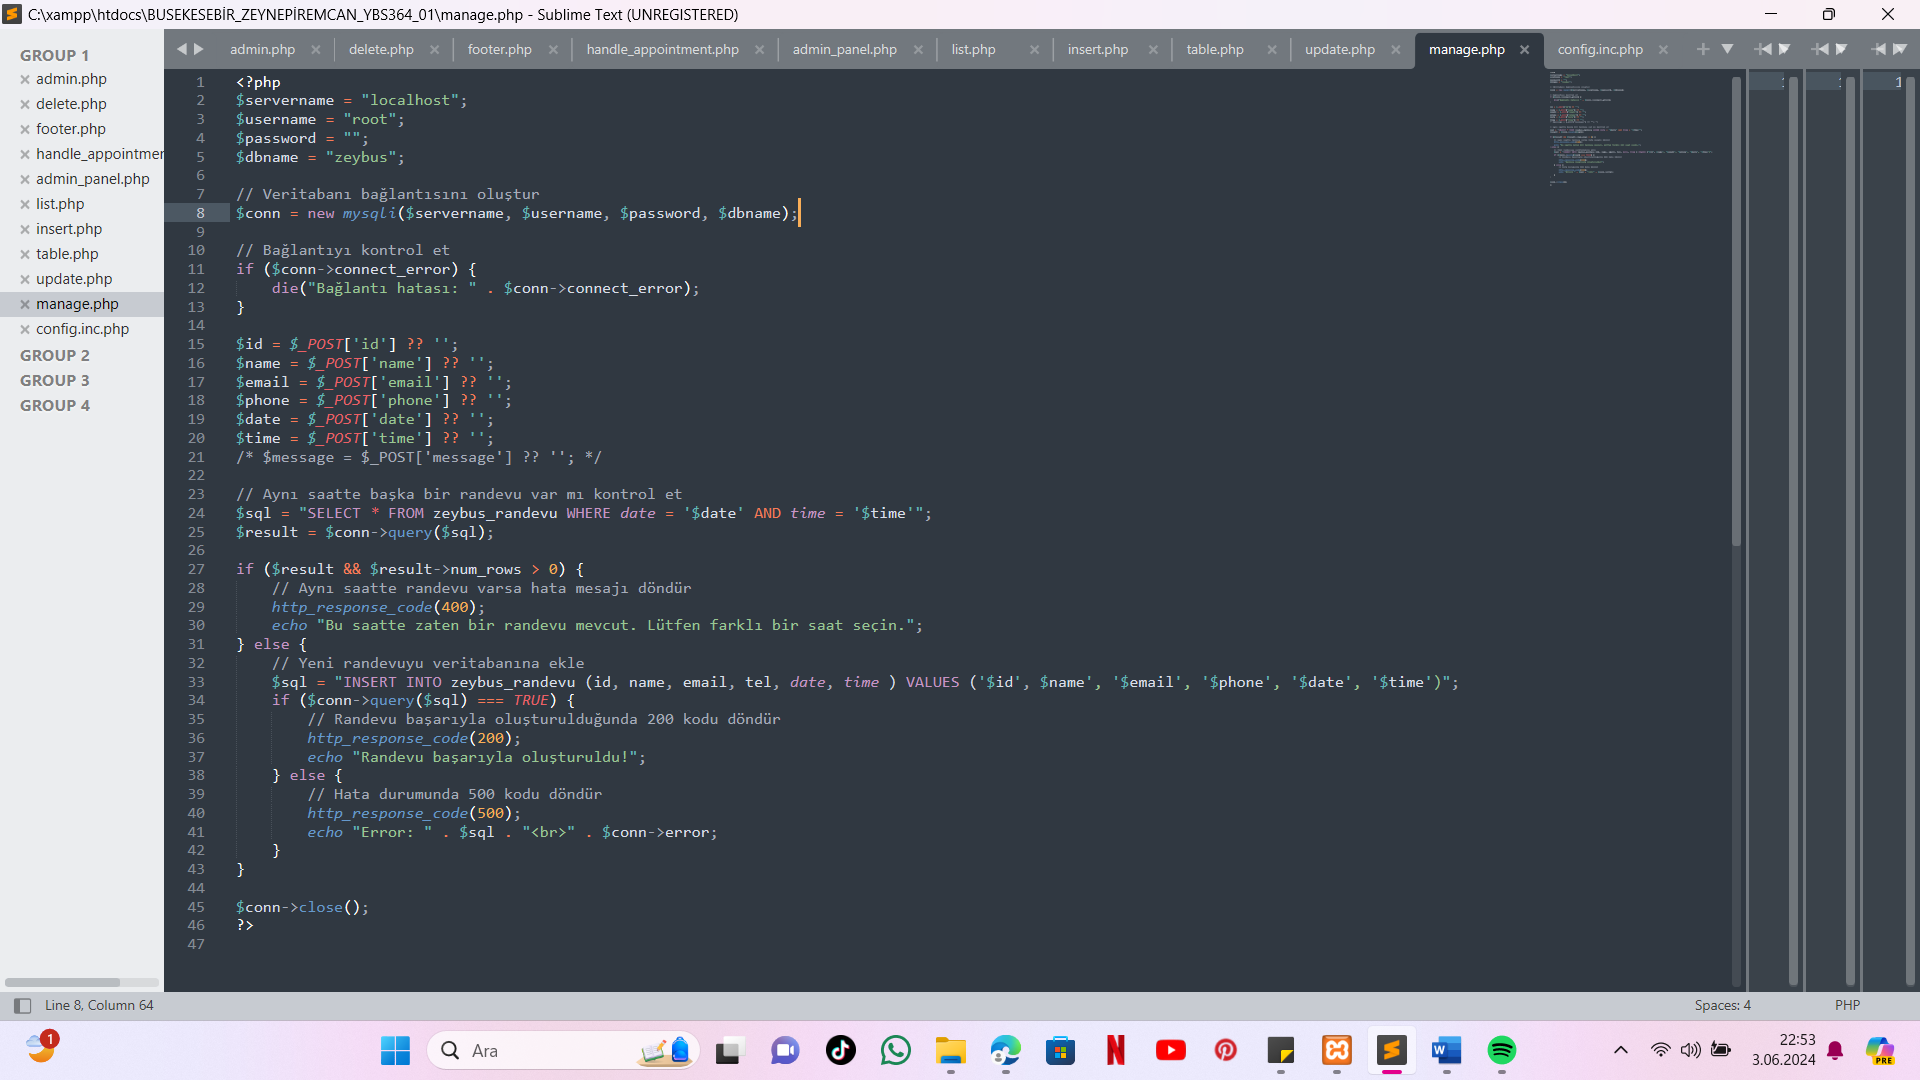 C:\xampp\htdocs\BUSEKESEBİR_ZEYNEPİREMCAN_YBS364_01\manage.php - Sublime Text (UNREGISTERED)
GROUP 1
admin.php
delete.php
footer.php
handle_appointmer
admin_panel.php
list.php
insert.php
table.php
update.php
manage.php
config.inc.php
GROUP 2
GROUP 3
GROUP 4
admin.php delete.php footer.php handle_appointment.php admin_panel.php list.php insert.php table.php update.php manage.php config.inc.php
1 <?php
2 $servername = "localhost";
3 $username = "root";
4 $password = "";
5 $dbname = "zeybus";
6
7 // Veritabanı bağlantısını oluştur
8 $conn = new mysqli($servername, $username, $password, $dbname);
9
10 // Bağlantıyı kontrol et
11 if ($conn->connect_error) {
12     die("Bağlantı hatası: " . $conn->connect_error);
13 }
14
15 $id = $_POST['id'] ?? '';
16 $name = $_POST['name'] ?? '';
17 $email = $_POST['email'] ?? '';
18 $phone = $_POST['phone'] ?? '';
19 $date = $_POST['date'] ?? '';
20 $time = $_POST['time'] ?? '';
21 /* $message = $_POST['message'] ?? ''; */
22
23 // Aynı saatte başka bir randevu var mı kontrol et
24 $sql = "SELECT * FROM zeybus_randevu WHERE date = '$date' AND time = '$time'";
25 $result = $conn->query($sql);
26
27 if ($result && $result->num_rows > 0) {
28     // Aynı saatte randevu varsa hata mesajı döndür
29     http_response_code(400);
30     echo "Bu saatte zaten bir randevu mevcut. Lütfen farklı bir saat seçin.";
31 } else {
32     // Yeni randevuyu veritabanına ekle
33     $sql = "INSERT INTO zeybus_randevu (id, name, email, tel, date, time ) VALUES ('$id', $name', '$email', '$phone', '$date', '$time')";
34     if ($conn->query($sql) === TRUE) {
35         // Randevu başarıyla oluşturulduğunda 200 kodu döndür
36         http_response_code(200);
37         echo "Randevu başarıyla oluşturuldu!";
38     } else {
39         // Hata durumunda 500 kodu döndür
40         http_response_code(500);
41         echo "Error: " . $sql . "<br>" . $conn->error;
42     }
43 }
44
45 $conn->close();
46 ?>
47
1
Line 8, Column 64
Spaces: 4
PHP
1
Ara
22:53
3.06.2024
PRE